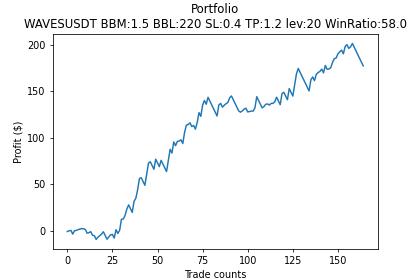 Portfolio
WAVESUSDT BBM:1.5 BBL:220 SL:0.4 TP:1.2 lev:20 WinRatio:58.0
200
150
100
50
0
Profit ($)
0 25 50 75 100 125 150
Trade counts